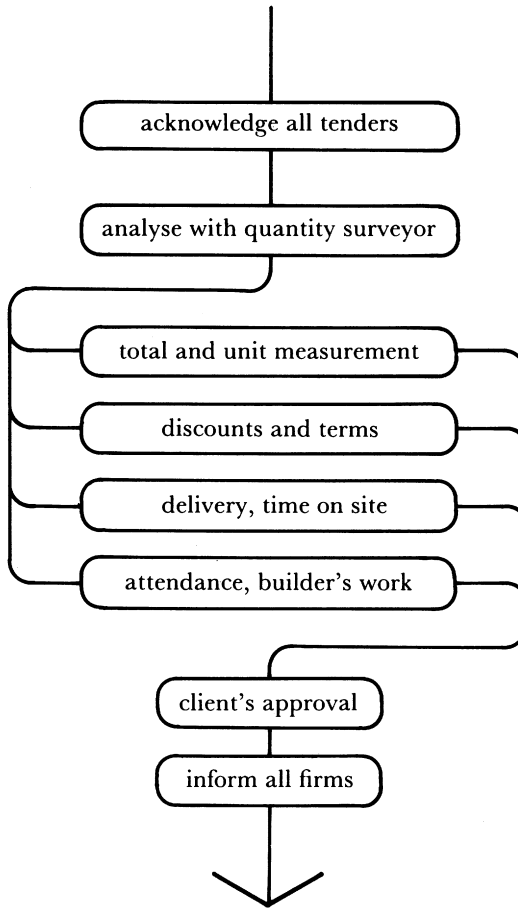 acknowledge all tenders
analyse with quantity surveyor
total and unit measurement
discounts and terms
delivery, time on site
attendance, builder's work
client's approval
inform all firms